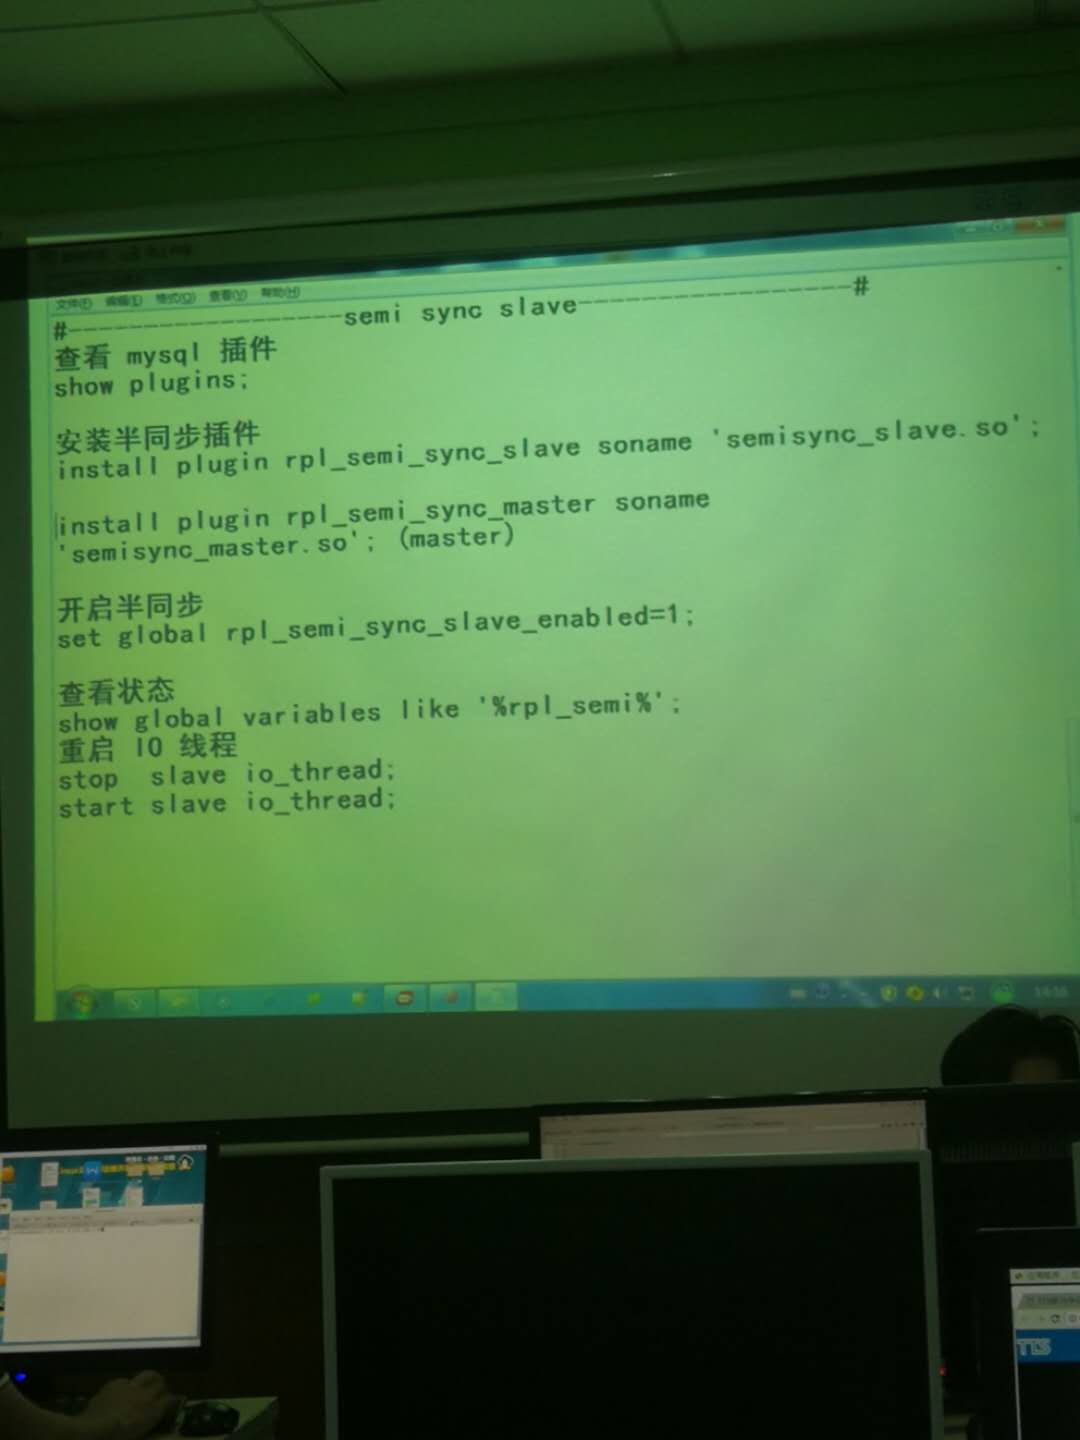 文件(F) 编辑(E) 格式(O) 查看(V) 帮助(H)
#------------------semi sync slave------------------#
查看 mysql 插件
show plugins;
安装半同步插件
install plugin rpl_semi_sync_slave soname 'semisync_slave.so';
install plugin rpl_semi_sync_master soname
'semisync_master.so'; (master)
开启半同步
set global rpl_semi_sync_slave_enabled=1;
查看状态
show global variables like '%rpl_semi%';
重启 IO 线程
stop  slave io_thread;
start slave io_thread;
TTS